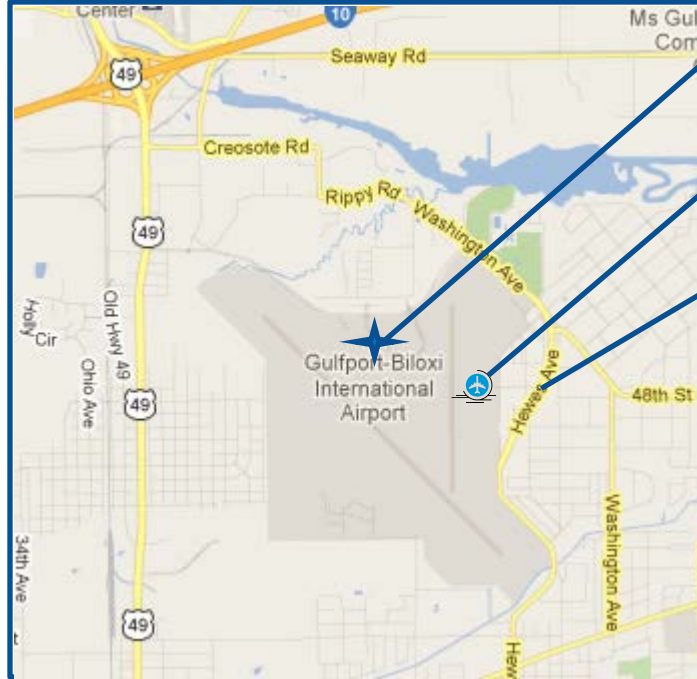 Center
10
Ms Gul
Com
49
Seaway Rd
Creosote Rd
Rippy Rd
Washington Ave
49
Holly
Cir
Old Hwy 49
Ohio Ave
Gulfport-Biloxi
International
Airport
Hewes Ave
48th St
49
Washington Ave
34th Ave
t
49
Hewes